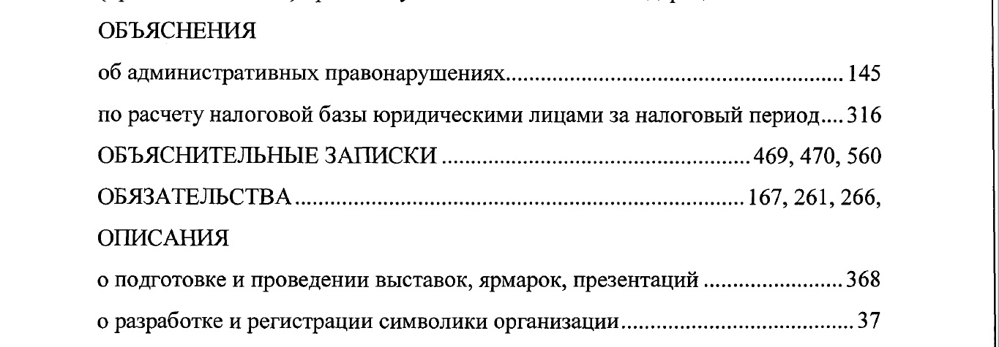 ОБЪЯСНЕНИЯ
об административных правонарушениях.................................................... 145
по расчету налоговой базы юридическими лицами за налоговый период.... 316
ОБЪЯСНИТЕЛЬНЫЕ ЗАПИСКИ ............................................... 469, 470, 560
ОБЯЗАТЕЛЬСТВА..................................................................... 167, 261, 266,
ОПИСАНИЯ
о подготовке и проведении выставок, ярмарок, презентаций ..................... 368
о разработке и регистрации символики организации.................................... 37